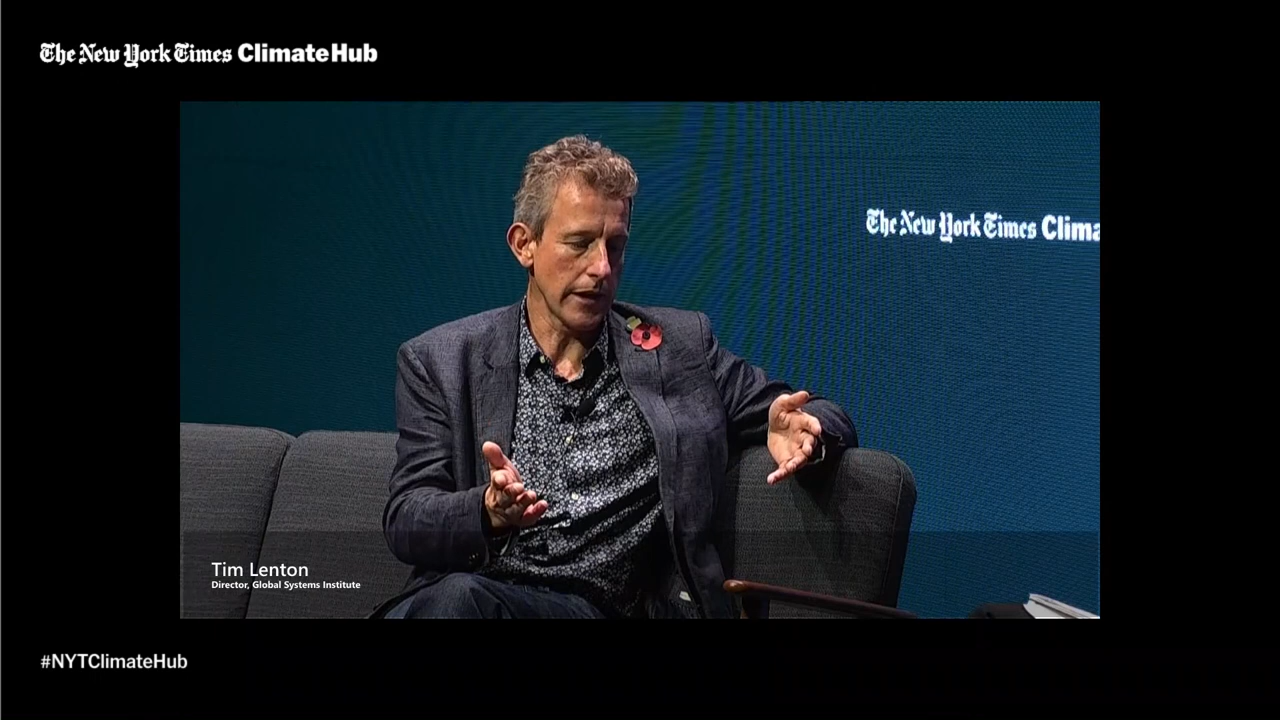 The New York Times Climate Hub
The New York Times Clima
Tim Lenton
Director, Global Systems Institute
#NYTClimateHub